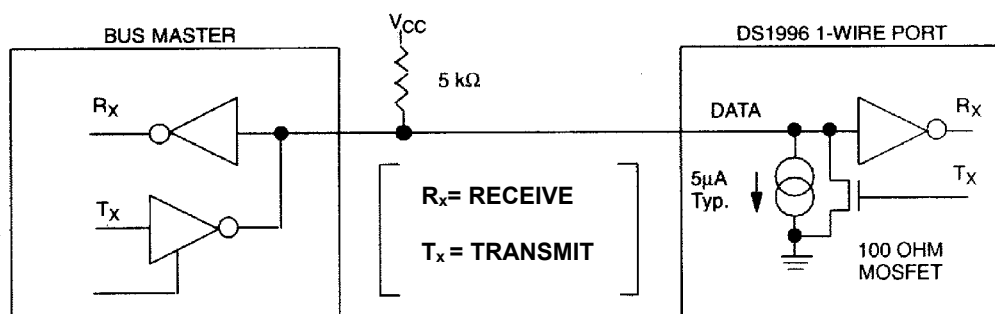 BUS MASTER
V_CC
DS1996 1-WIRE PORT
5 kΩ
R_X
DATA
R_X
R_x = RECEIVE
5µA
Typ.
T_X
T_X
T_x = TRANSMIT
100 OHM
MOSFET